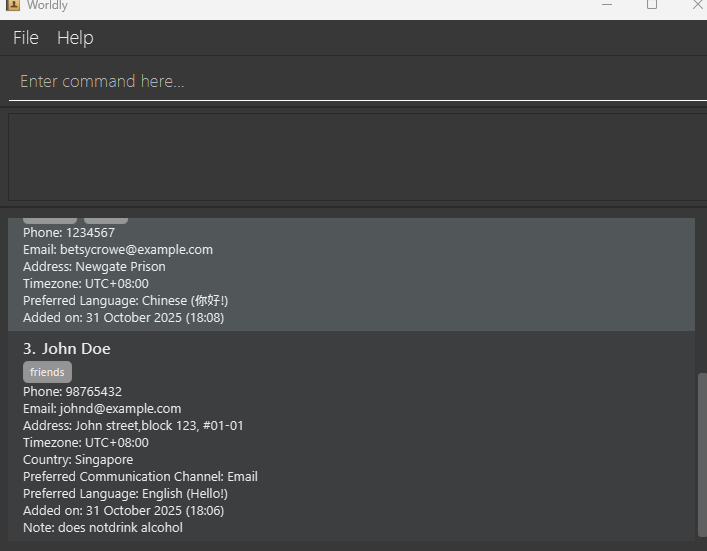 Worldly
File Help
Enter command here...
Phone: 1234567
Email: betsycrowe@example.com
Address: Newgate Prison
Timezone: UTC+08:00
Preferred Language: Chinese (你好!)
Added on: 31 October 2025 (18:08)
3. John Doe
friends
Phone: 98765432
Email: johnd@example.com
Address: John street,block 123, #01-01
Timezone: UTC+08:00
Country: Singapore
Preferred Communication Channel: Email
Preferred Language: English (Hello!)
Added on: 31 October 2025 (18:06)
Note: does notdrink alcohol